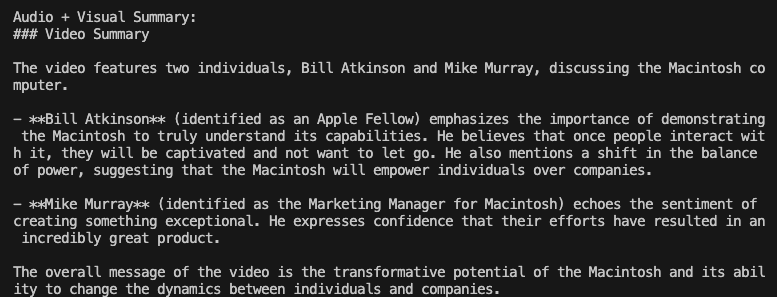 Audio + Visual Summary:
### Video Summary
The video features two individuals, Bill Atkinson and Mike Murray, discussing the Macintosh co
mputer.
– **Bill Atkinson** (identified as an Apple Fellow) emphasizes the importance of demonstrating
 the Macintosh to truly understand its capabilities. He believes that once people interact wit
h it, they will be captivated and not want to let go. He also mentions a shift in the balance
of power, suggesting that the Macintosh will empower individuals over companies.
– **Mike Murray** (identified as the Marketing Manager for Macintosh) echoes the sentiment of
creating something exceptional. He expresses confidence that their efforts have resulted in an
 incredibly great product.
The overall message of the video is the transformative potential of the Macintosh and its abil
ity to change the dynamics between individuals and companies.